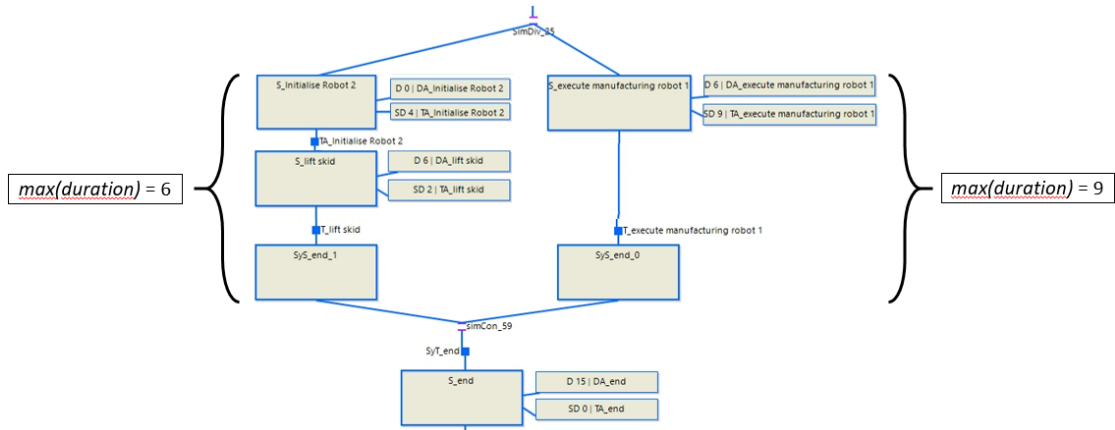 SimDiv_25
S_Initialise Robot 2
D 0 | DA_Initialise Robot 2
SD 4 | TA_Initialise Robot 2
TA_Initialise Robot 2
S_lift skid
D 6 | DA_lift skid
SD 2 | TA_lift skid
T_lift skid
SyS_end_1
max(duration) = 6
S_execute manufacturing robot 1
D 6 | DA_execute manufacturing robot 1
SD 9 | TA_execute manufacturing robot 1
T_execute manufacturing robot 1
SyS_end_0
max(duration) = 9
simCon_59
SyT_end
S_end
D 15 | DA_end
SD 0 | TA_end